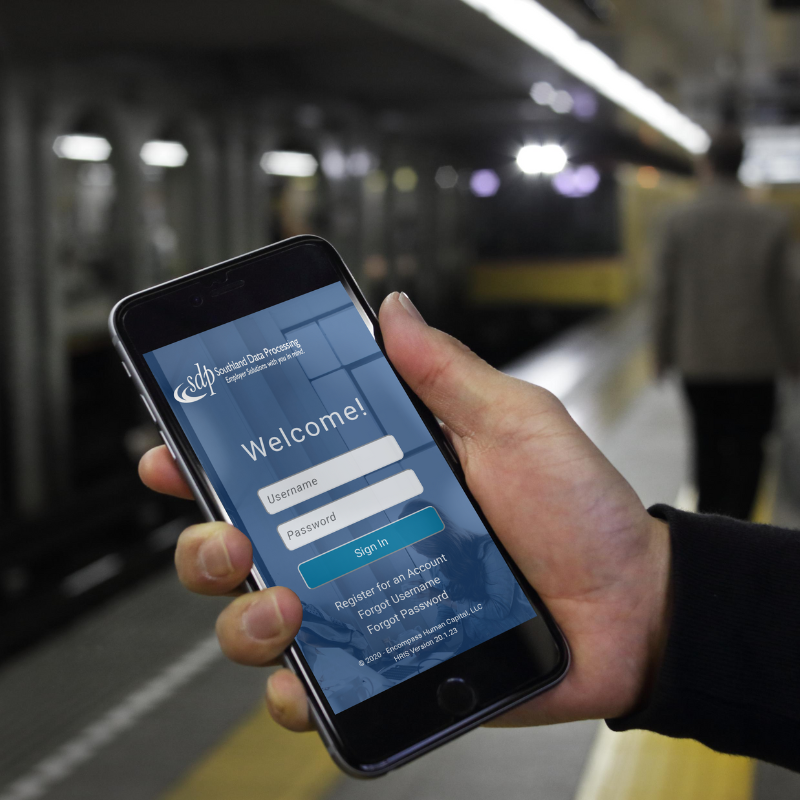 sdp Southland Data Processing
Employer Solutions with you in mind.
Welcome!
Username
Password
Sign In
Register for an Account
Forgot Username
Forgot Password
© 2020 · Encompass Human Capital, LLC
HRIS Version 20.1.23